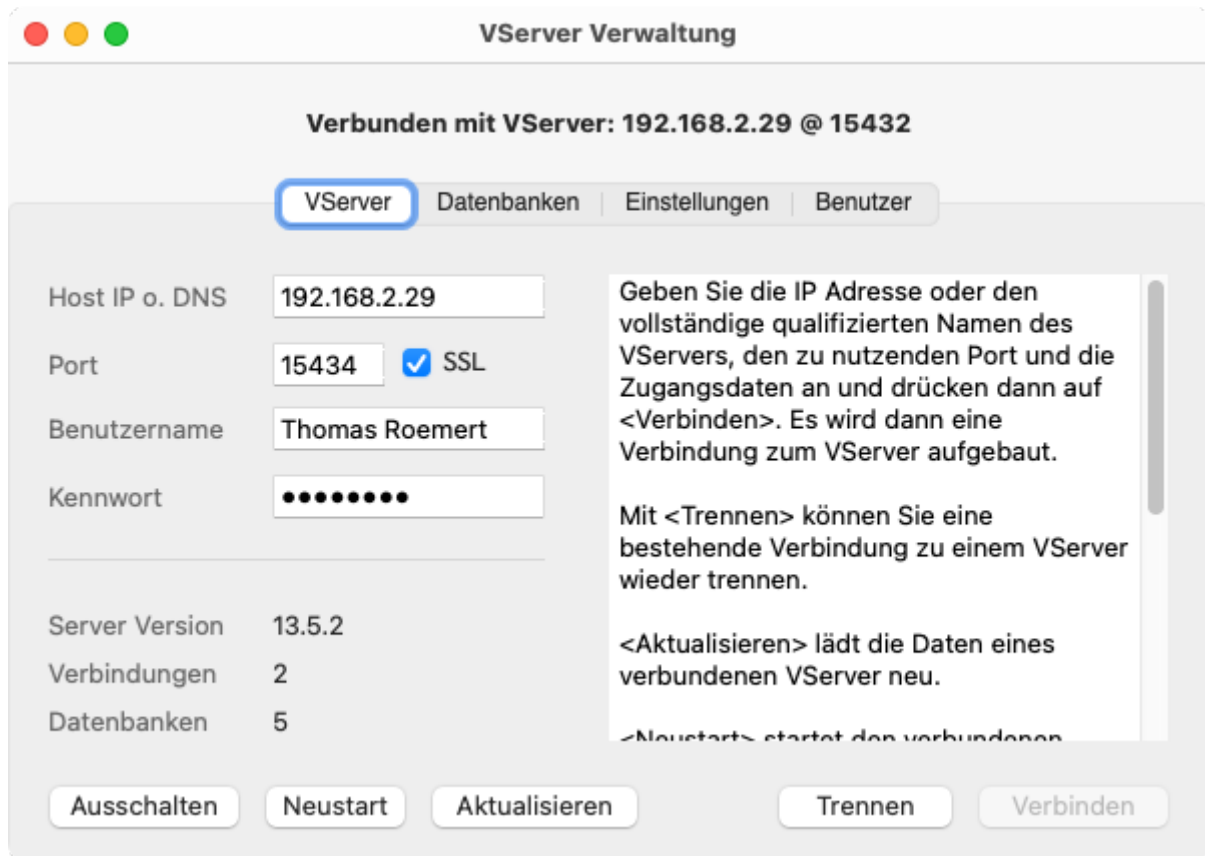 VServer Verwaltung
Verbunden mit VServer: 192.168.2.29 @ 15432
VServer
Datenbanken
Einstellungen
Benutzer
Host IP o. DNS
192.168.2.29
Port
15434
SSL
Benutzername
Thomas Roemert
Kennwort
••••••••
Server Version
13.5.2
Verbindungen
2
Datenbanken
5
Geben Sie die IP Adresse oder den
vollständige qualifizierten Namen des
VServers, den zu nutzenden Port und die
Zugangsdaten an und drücken dann auf
<Verbinden>. Es wird dann eine
Verbindung zum VServer aufgebaut.
Mit <Trennen> können Sie eine
bestehende Verbindung zu einem VServer
wieder trennen.
<Aktualisieren> lädt die Daten eines
verbundenen VServer neu.
<Neustart> startet den verbundenen
Ausschalten
Neustart
Aktualisieren
Trennen
Verbinden